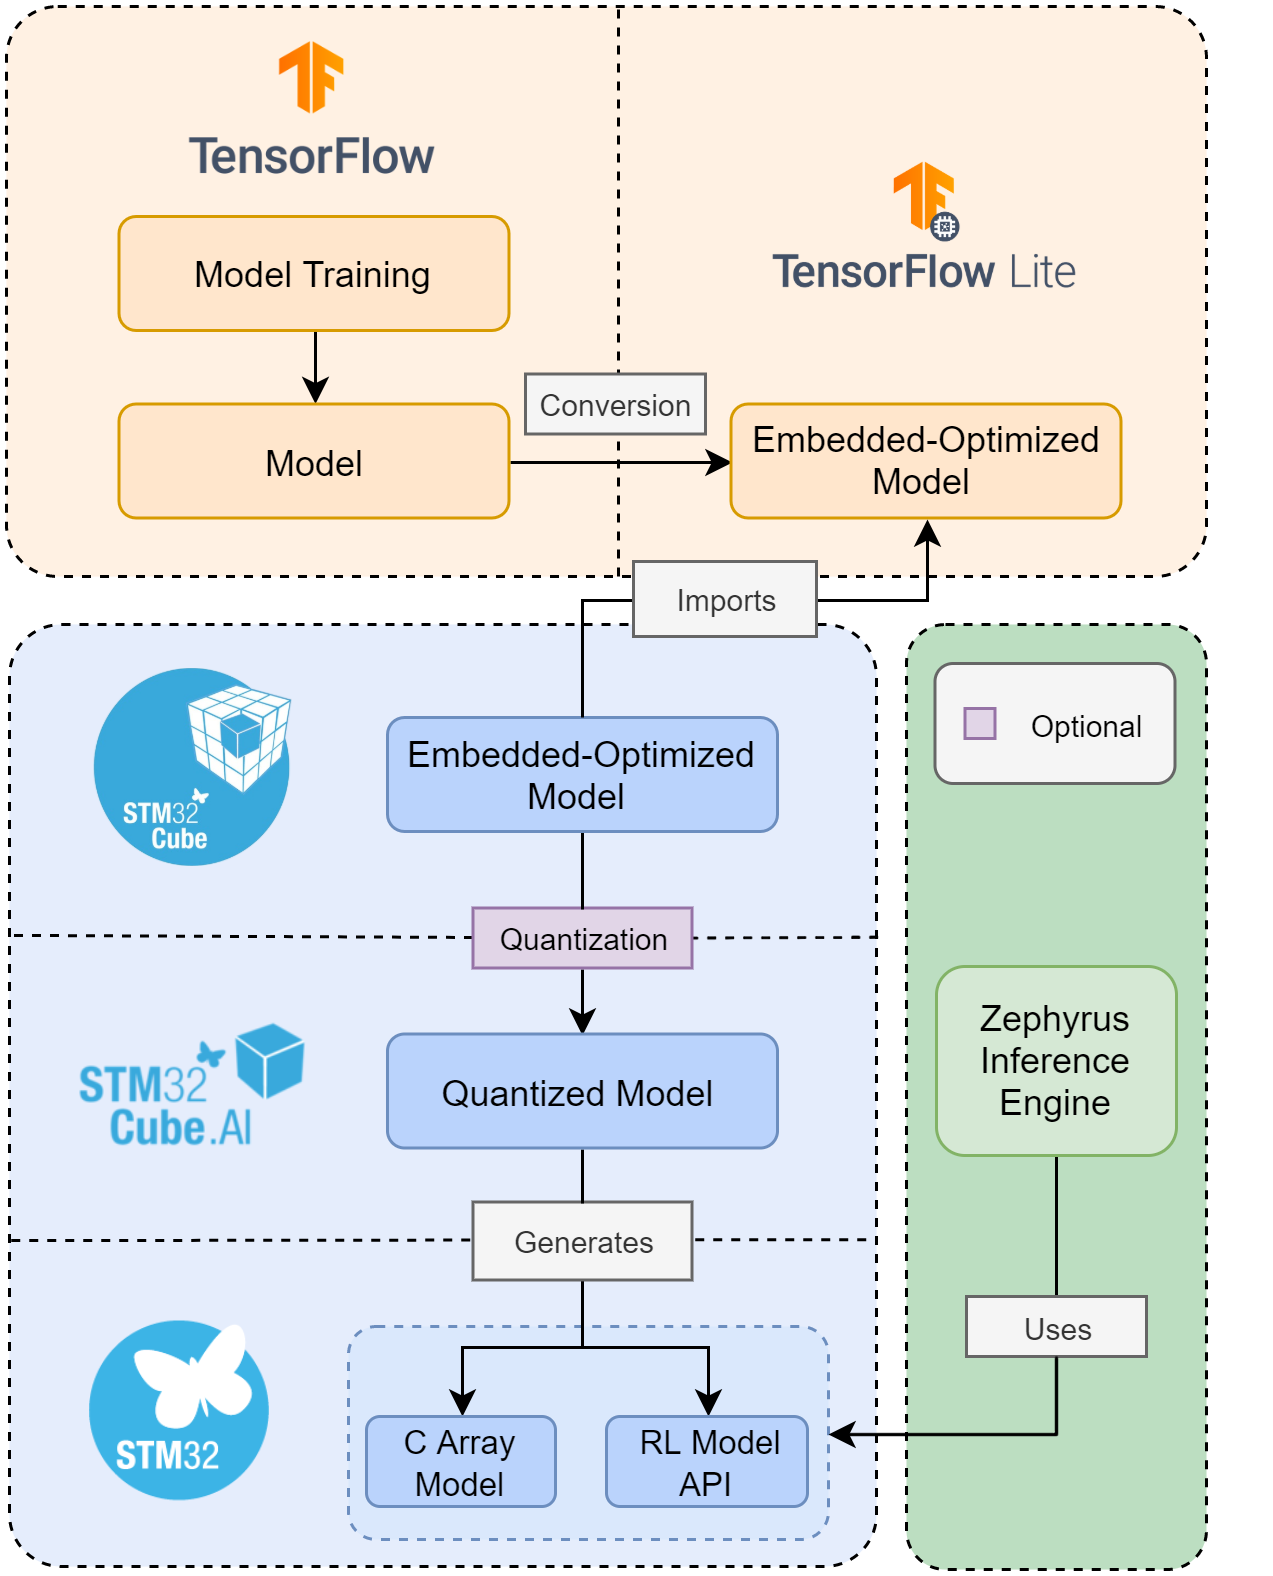 TensorFlow
TensorFlow Lite
Model Training
Conversion
Model
Embedded-Optimized
Model
Imports
STM32
Cube
Embedded-Optimized
Model
Optional
Quantization
STM32
Cube.AI
Quantized Model
Zephyrus
Inference
Engine
Generates
Uses
STM32
C Array
Model
RL Model
API